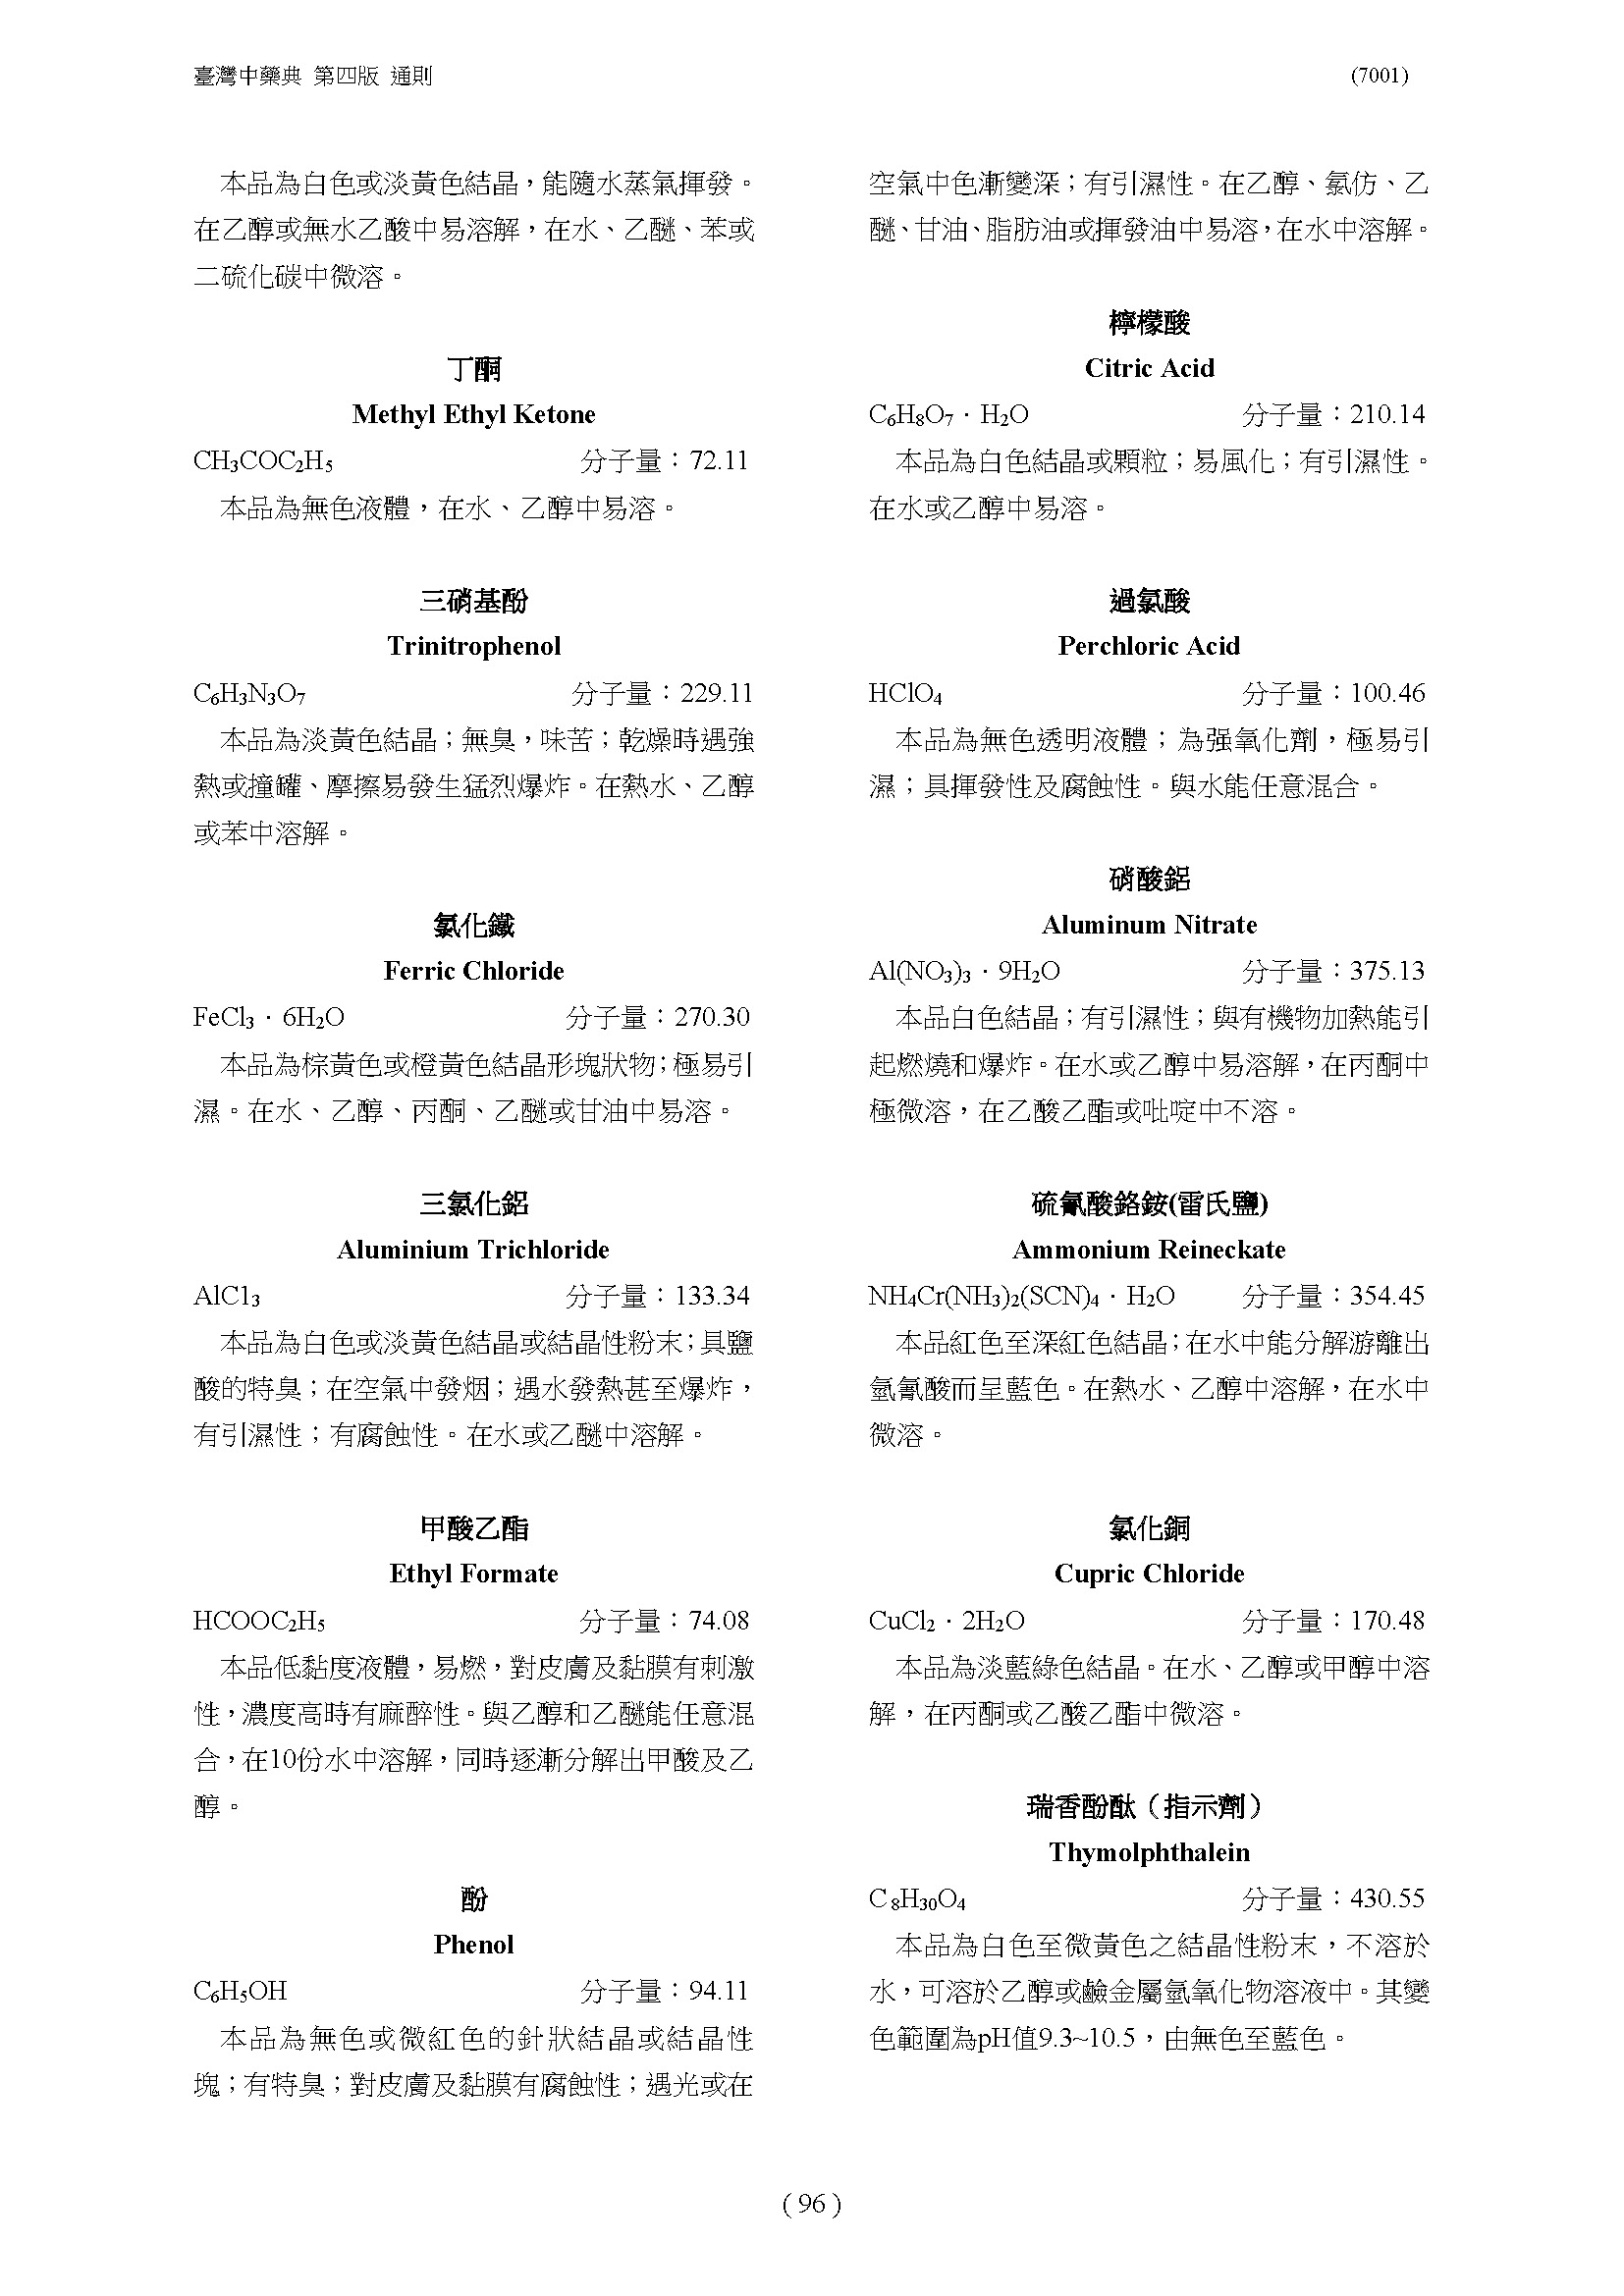 臺灣中藥典 第四版 通則 (7001)
本品為白色或淡黃色結晶，能隨水蒸氣揮發。
在乙醇或無水乙酸中易溶解，在水、乙醚、苯或
二硫化碳中微溶。
丁酮
Methyl Ethyl Ketone
CH₃COC₂H₅ 分子量：72.11
本品為無色液體，在水、乙醇中易溶。
三硝基酚
Trinitrophenol
C₆H₃N₃O₇ 分子量：229.11
本品為淡黃色結晶；無臭，味苦；乾燥時遇強
熱或撞罐、摩擦易發生猛烈爆炸。在熱水、乙醇
或苯中溶解。
氯化鐵
Ferric Chloride
FeCl₃‧6H₂O 分子量：270.30
本品為棕黃色或橙黃色結晶形塊狀物；極易引
濕。在水、乙醇、丙酮、乙醚或甘油中易溶。
三氯化鋁
Aluminium Trichloride
AlC1₃ 分子量：133.34
本品為白色或淡黃色結晶或結晶性粉末；具鹽
酸的特臭；在空氣中發烟；遇水發熱甚至爆炸，
有引濕性；有腐蝕性。在水或乙醚中溶解。
甲酸乙酯
Ethyl Formate
HCOOC₂H₅ 分子量：74.08
本品低黏度液體，易燃，對皮膚及黏膜有刺激
性，濃度高時有麻醉性。與乙醇和乙醚能任意混
合，在10份水中溶解，同時逐漸分解出甲酸及乙
醇。
酚
Phenol
C₆H₅OH 分子量：94.11
本品為無色或微紅色的針狀結晶或結晶性
塊；有特臭；對皮膚及黏膜有腐蝕性；遇光或在
空氣中色漸變深；有引濕性。在乙醇、氯仿、乙
醚、甘油、脂肪油或揮發油中易溶，在水中溶解。
檸檬酸
Citric Acid
C₆H₈O₇‧H₂O 分子量：210.14
本品為白色結晶或顆粒；易風化；有引濕性。
在水或乙醇中易溶。
過氯酸
Perchloric Acid
HClO₄ 分子量：100.46
本品為無色透明液體；為强氧化劑，極易引
濕；具揮發性及腐蝕性。與水能任意混合。
硝酸鋁
Aluminum Nitrate
Al(NO₃)₃‧9H₂O 分子量：375.13
本品白色結晶；有引濕性；與有機物加熱能引
起燃燒和爆炸。在水或乙醇中易溶解，在丙酮中
極微溶，在乙酸乙酯或吡啶中不溶。
硫氰酸鉻銨(雷氏鹽)
Ammonium Reineckate
NH₄Cr(NH₃)₂(SCN)₄‧H₂O 分子量：354.45
本品紅色至深紅色結晶；在水中能分解游離出
氫氰酸而呈藍色。在熱水、乙醇中溶解，在水中
微溶。
氯化銅
Cupric Chloride
CuCl₂‧2H₂O 分子量：170.48
本品為淡藍綠色結晶。在水、乙醇或甲醇中溶
解，在丙酮或乙酸乙酯中微溶。
瑞香酚酞（指示劑）
Thymolphthalein
C₈H₃₀O₄ 分子量：430.55
本品為白色至微黃色之結晶性粉末，不溶於
水，可溶於乙醇或鹼金屬氫氧化物溶液中。其變
色範圍為pH值9.3~10.5，由無色至藍色。
( 96 )